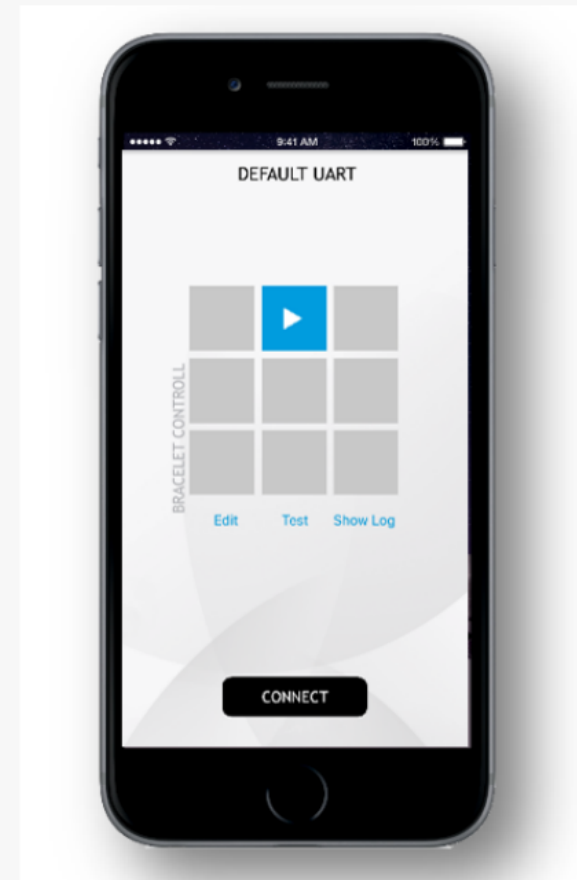 9:41 AM 100%
DEFAULT UART
BRACELET CONTROLL
Edit Test Show Log
CONNECT